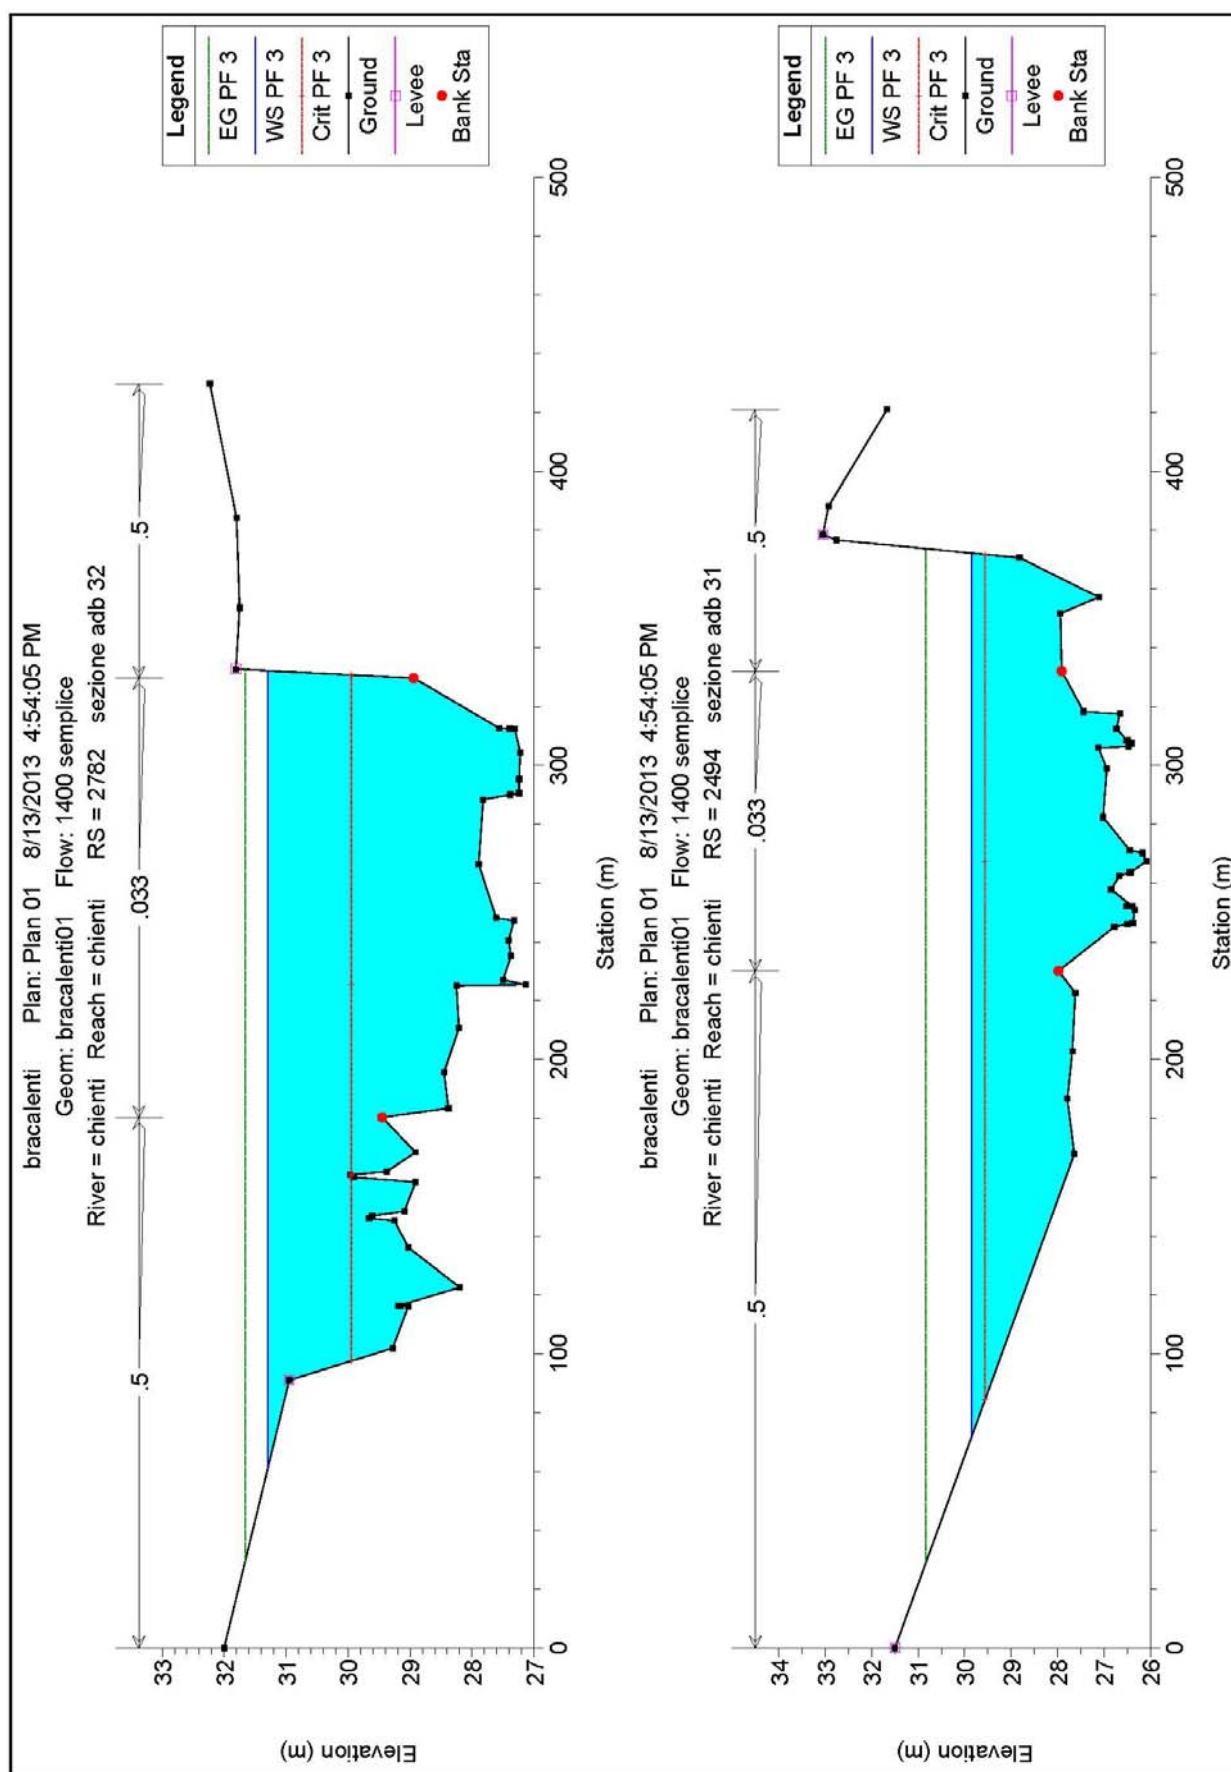 bracalenti Plan: Plan 01 8/13/2013 4:54:05 PM
Geom: bracalenti01 Flow: 1400 semplice
River = chienti Reach = chienti RS = 2782 sezione adb 32
.5
.033
.5
Legend
EG PF 3
WS PF 3
Crit PF 3
Ground
Levee
Bank Sta
33
32
31
30
29
28
27
Elevation (m)
0
100
200
300
400
500
Station (m)
bracalenti Plan: Plan 01 8/13/2013 4:54:05 PM
Geom: bracalenti01 Flow: 1400 semplice
River = chienti Reach = chienti RS = 2494 sezione adb 31
.5
.033
.5
Legend
EG PF 3
WS PF 3
Crit PF 3
Ground
Levee
Bank Sta
34
33
32
31
30
29
28
27
26
Elevation (m)
0
100
200
300
400
500
Station (m)